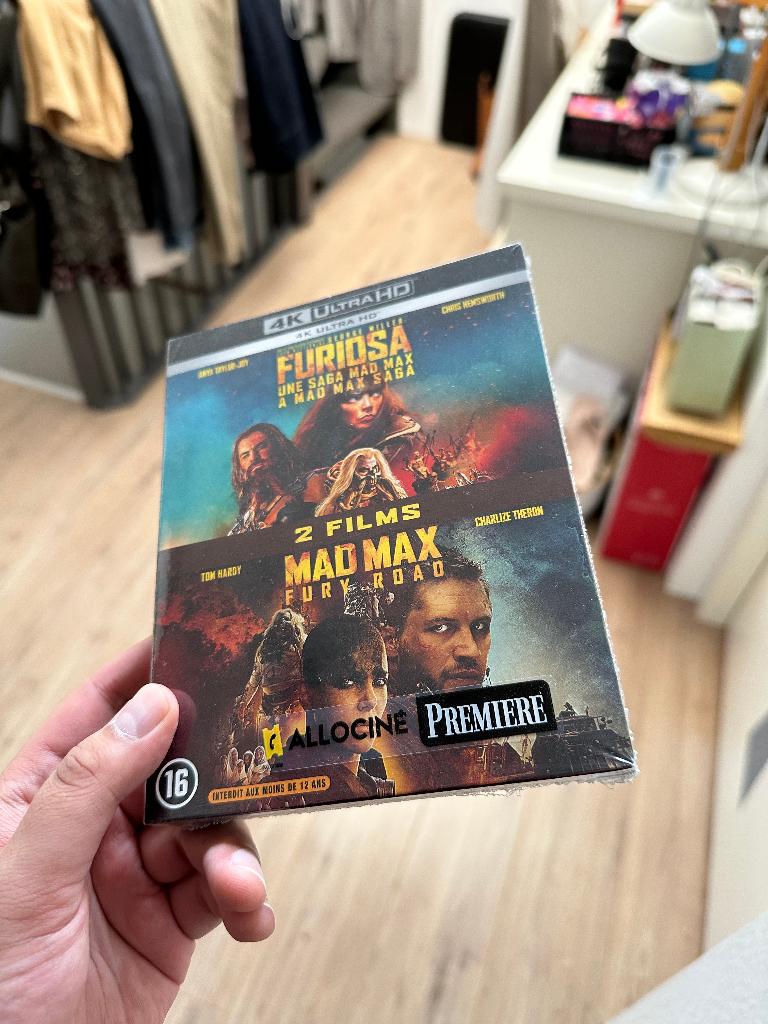 4K ULTRA HD
4K ULTRA HD
ANYA TAYLOR-JOY
CHRIS HEMSWORTH
GEORGE MILLER
FURIOSA
UNE SAGA MAD MAX
A MAD MAX SAGA
2 FILMS
TOM HARDY
CHARLIZE THERON
MAD MAX
FURY ROAD
ALLOCINÉ
PREMIERE
16
INTERDIT AUX MOINS DE 12 ANS